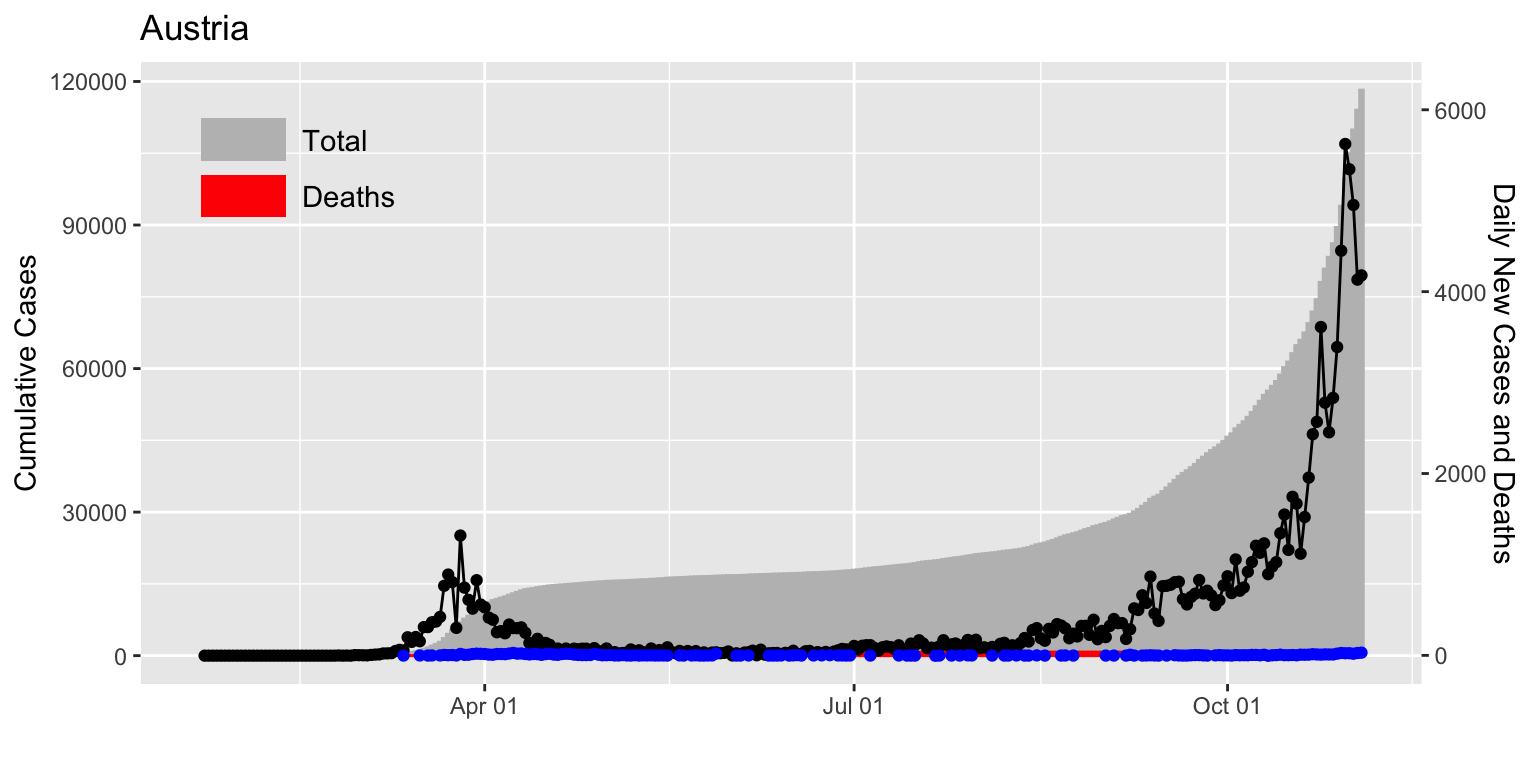 Austria
120000
90000
60000
30000
0
Cumulative Cases
Total
Deaths
6000
4000
2000
0
Daily New Cases and Deaths
Apr 01
Jul 01
Oct 01